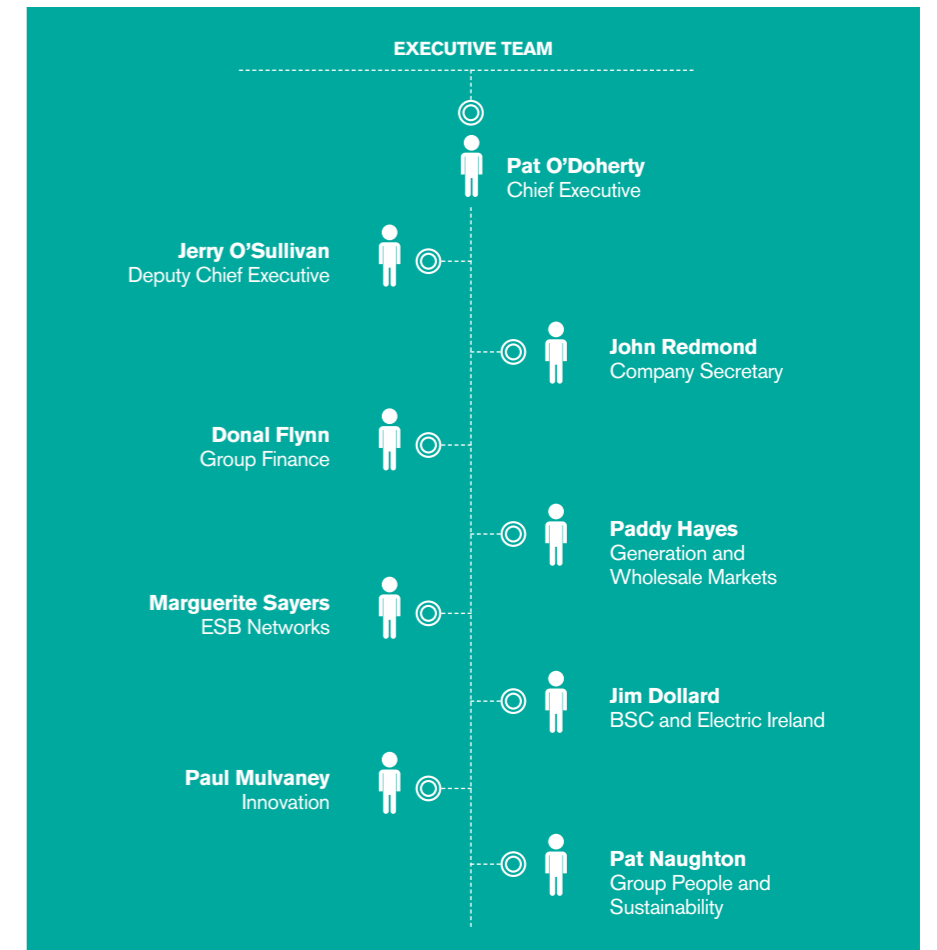 EXECUTIVE TEAM
Pat O’Doherty
Chief Executive
Jerry O’Sullivan
Deputy Chief Executive
John Redmond
Company Secretary
Donal Flynn
Group Finance
Paddy Hayes
Generation and
Wholesale Markets
Marguerite Sayers
ESB Networks
Jim Dollard
BSC and Electric Ireland
Paul Mulvaney
Innovation
Pat Naughton
Group People and
Sustainability